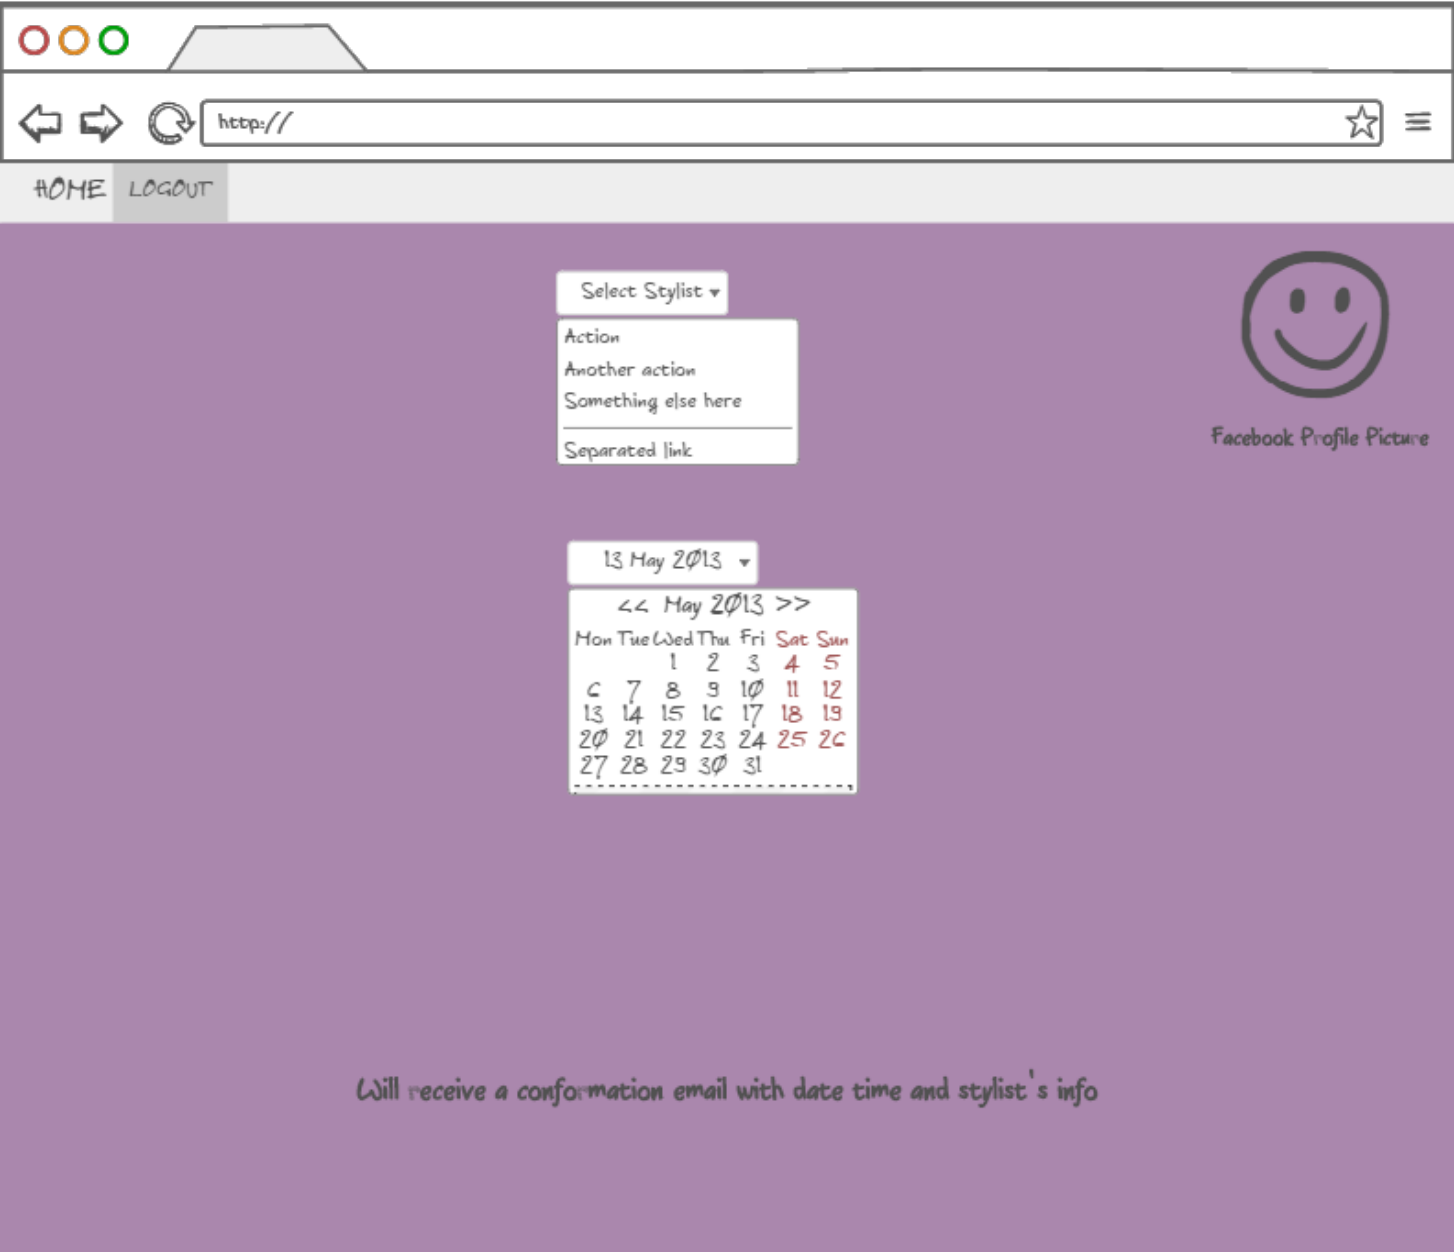 http://
HOME LOGOUT
Select Stylist
Action
Another action
Something else here
Separated link
Facebook Profile Picture
13 May 2013
<< May 2013 >>
Mon Tue Wed Thu Fri Sat Sun
1 2 3 4 5
6 7 8 9 10 11 12
13 14 15 16 17 18 19
20 21 22 23 24 25 26
27 28 29 30 31
Will receive a conformation email with date time and stylist's info